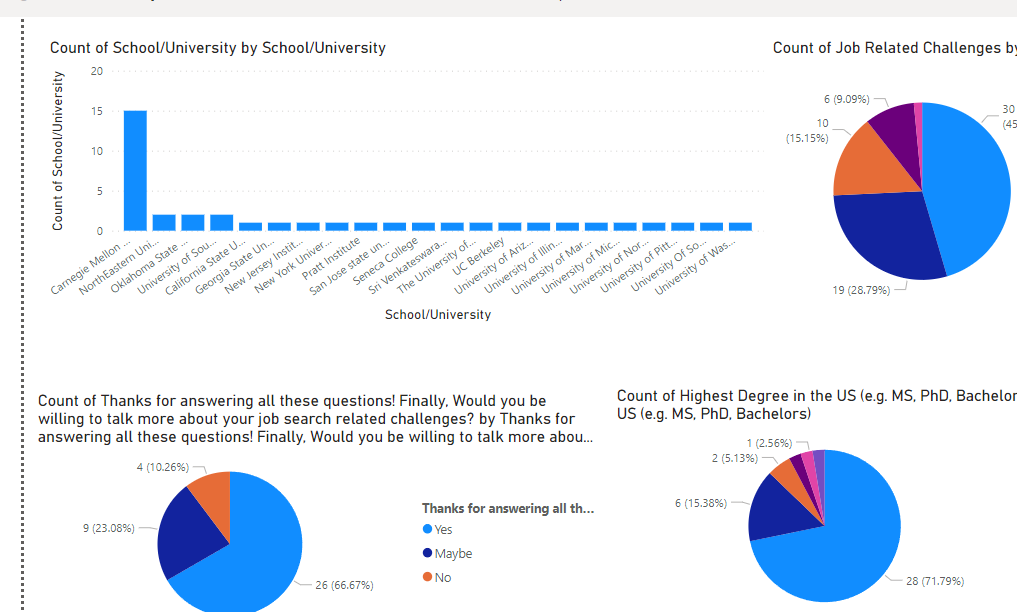 Count of School/University by School/University
Count of School/University
20
15
10
5
0
Carnegie Mellon ...
NorthEastern Uni...
Oklahoma State ...
University of Sou...
California State U...
Georgia State Un...
New Jersey Instit...
New York Univer...
Pratt Institute
San Jose state un...
Seneca College
Sri Venkateswara...
The University of...
UC Berkeley
University of Ariz...
University of Illin...
University of Mar...
University of Mic...
University of Nor...
University of Pitt...
University Of So...
University of Was...
School/University
Count of Job Related Challenges by
6 (9.09%)
10
(15.15%)
30
(45
19 (28.79%)
Count of Thanks for answering all these questions! Finally, Would you be
willing to talk more about your job search related challenges? by Thanks for
answering all these questions! Finally, Would you be willing to talk more abou...
4 (10.26%)
9 (23.08%)
26 (66.67%)
Thanks for answering all th...
Yes
Maybe
No
Count of Highest Degree in the US (e.g. MS, PhD, Bachelor
US (e.g. MS, PhD, Bachelors)
1 (2.56%)
2 (5.13%)
6 (15.38%)
28 (71.79%)